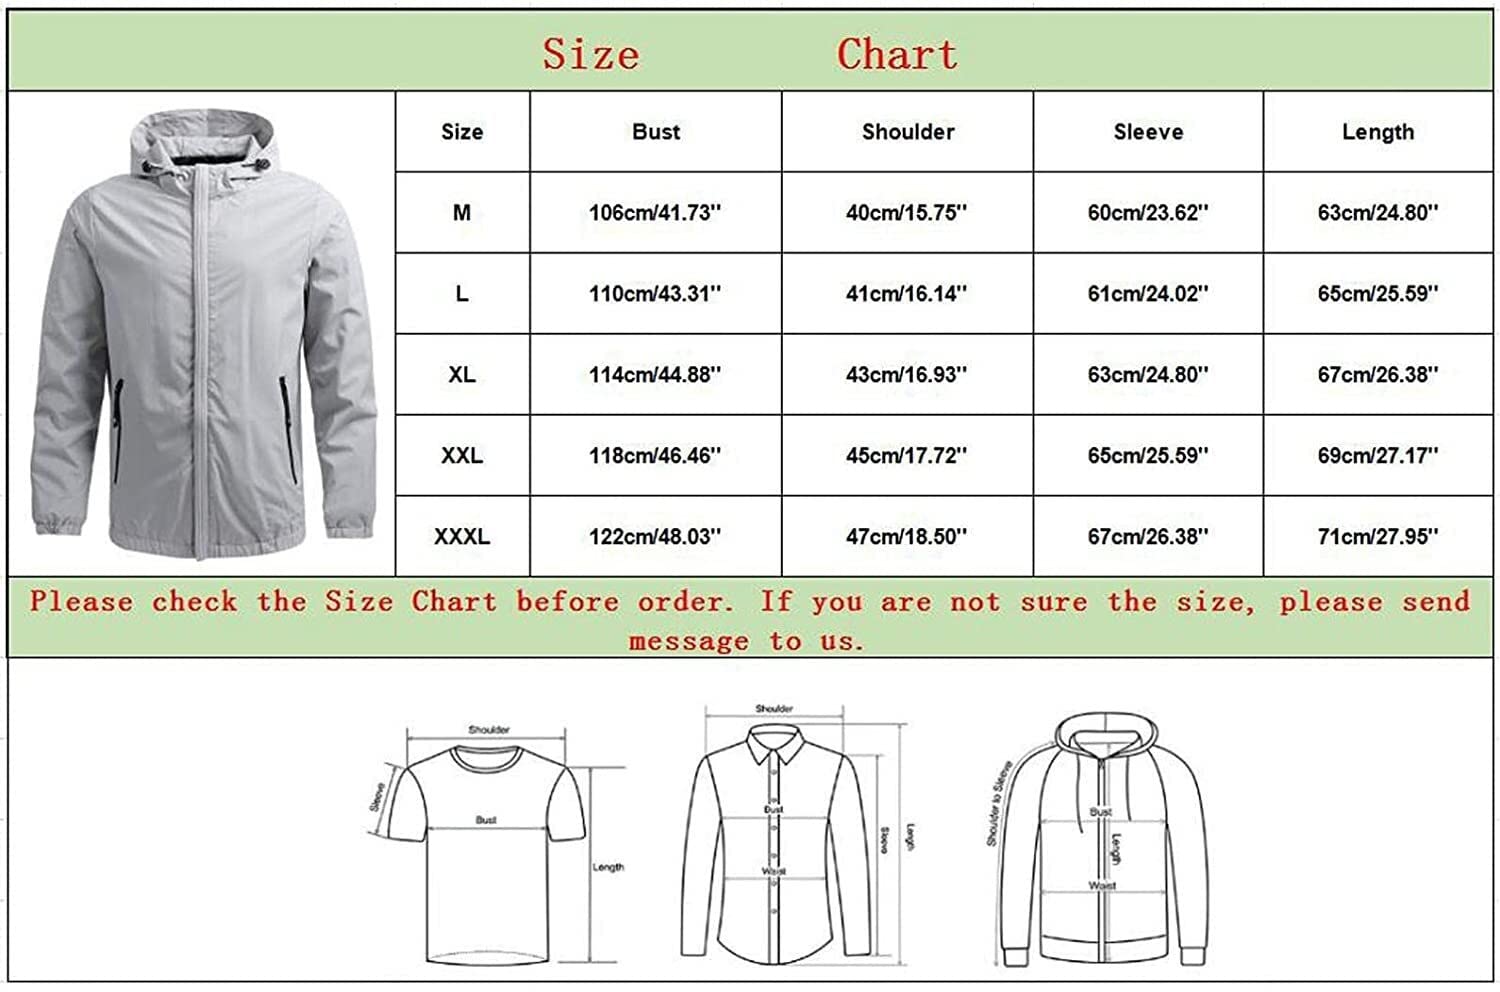 Size Chart
Size Bust Shoulder Sleeve Length
M 106cm/41.73'' 40cm/15.75'' 60cm/23.62'' 63cm/24.80''
L 110cm/43.31'' 41cm/16.14'' 61cm/24.02'' 65cm/25.59''
XL 114cm/44.88'' 43cm/16.93'' 63cm/24.80'' 67cm/26.38''
XXL 118cm/46.46'' 45cm/17.72'' 65cm/25.59'' 69cm/27.17''
XXXL 122cm/48.03'' 47cm/18.50'' 67cm/26.38'' 71cm/27.95''
Please check the Size Chart before order. If you are not sure the size, please send
message to us.
Shoulder
Sleeve
Bust
Length
Shoulder
Bust
Waist
Sleeve
Length
Shoulder to Sleeve
Bust
Length
Waist